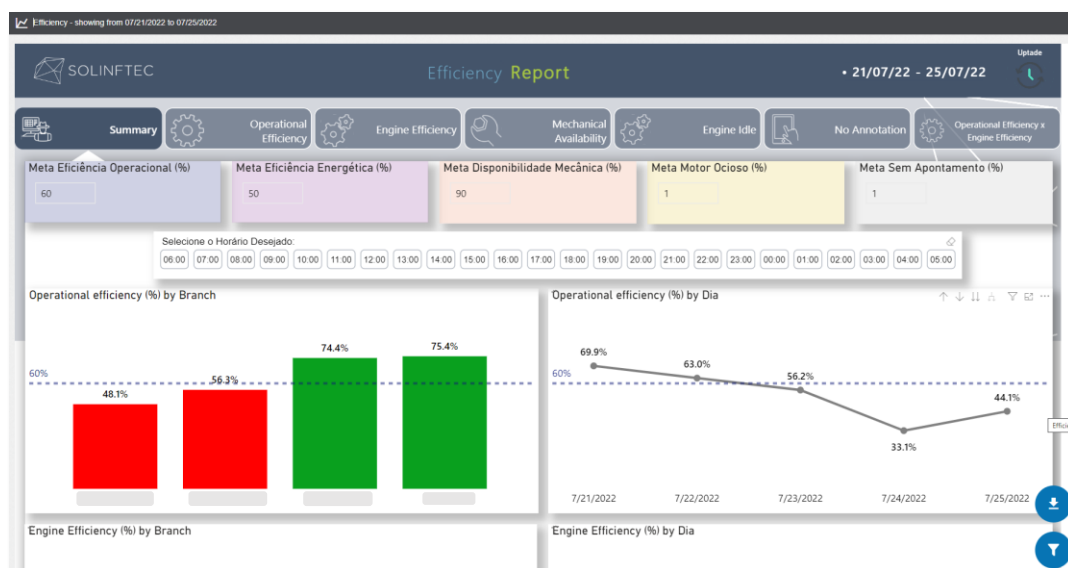 Efficiency - showing from 07/21/2022 to 07/25/2022
SOLINFTEC
Efficiency Report
• 21/07/22 - 25/07/22
Uptade
Summary
Operational
Efficiency
Engine Efficiency
Mechanical
Availability
Engine Idle
No Annotation
Operational Efficiency x
Engine Efficiency
Meta Eficiência Operacional (%)
60
Meta Eficiência Energética (%)
50
Meta Disponibilidade Mecânica (%)
90
Meta Motor Ocioso (%)
1
Meta Sem Apontamento (%)
1
Selecione o Horário Desejado:
06:00 07:00 08:00 09:00 10:00 11:00 12:00 13:00 14:00 15:00 16:00 17:00 18:00 19:00 20:00 21:00 22:00 23:00 00:00 01:00 02:00 03:00 04:00 05:00
Operational efficiency (%) by Branch
60%
48.1%
56.3%
74.4%
75.4%
Operational efficiency (%) by Dia
60%
69.9%
63.0%
56.2%
33.1%
44.1%
7/21/2022 7/22/2022 7/23/2022 7/24/2022 7/25/2022
Engine Efficiency (%) by Branch
Engine Efficiency (%) by Dia